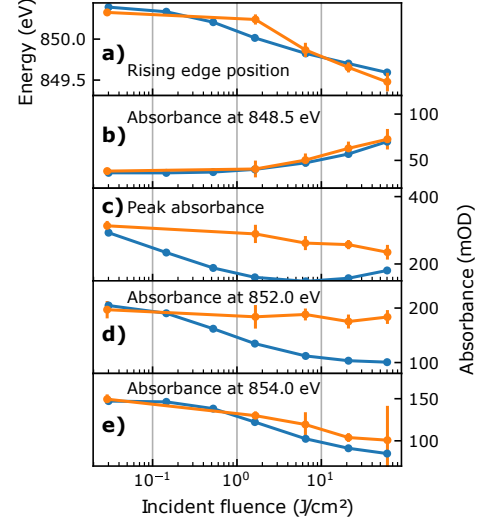 Energy (eV)
850.0
849.5
a)
Rising edge position
b)
Absorbance at 848.5 eV
100
50
c)
Peak absorbance
400
200
Absorbance (mOD)
Absorbance at 852.0 eV
d)
200
100
Absorbance at 854.0 eV
e)
150
100
10⁻¹ 10⁰ 10¹
Incident fluence (J/cm²)